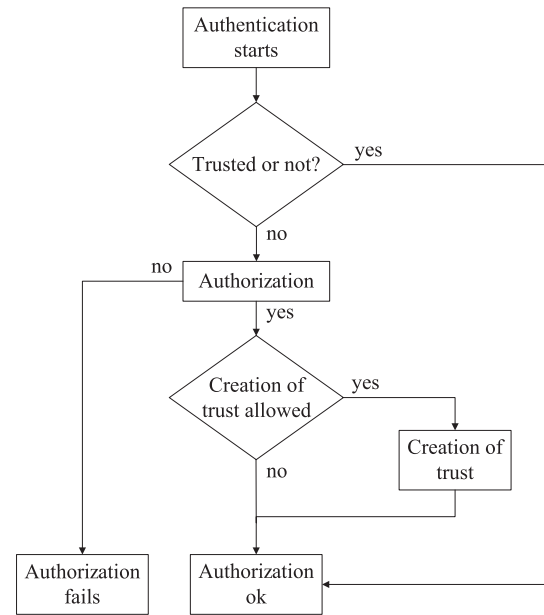 Authentication
starts
Trusted or not?
yes
no
no
Authorization
yes
Creation of
trust allowed
yes
Creation of
trust
no
Authorization
fails
Authorization
ok